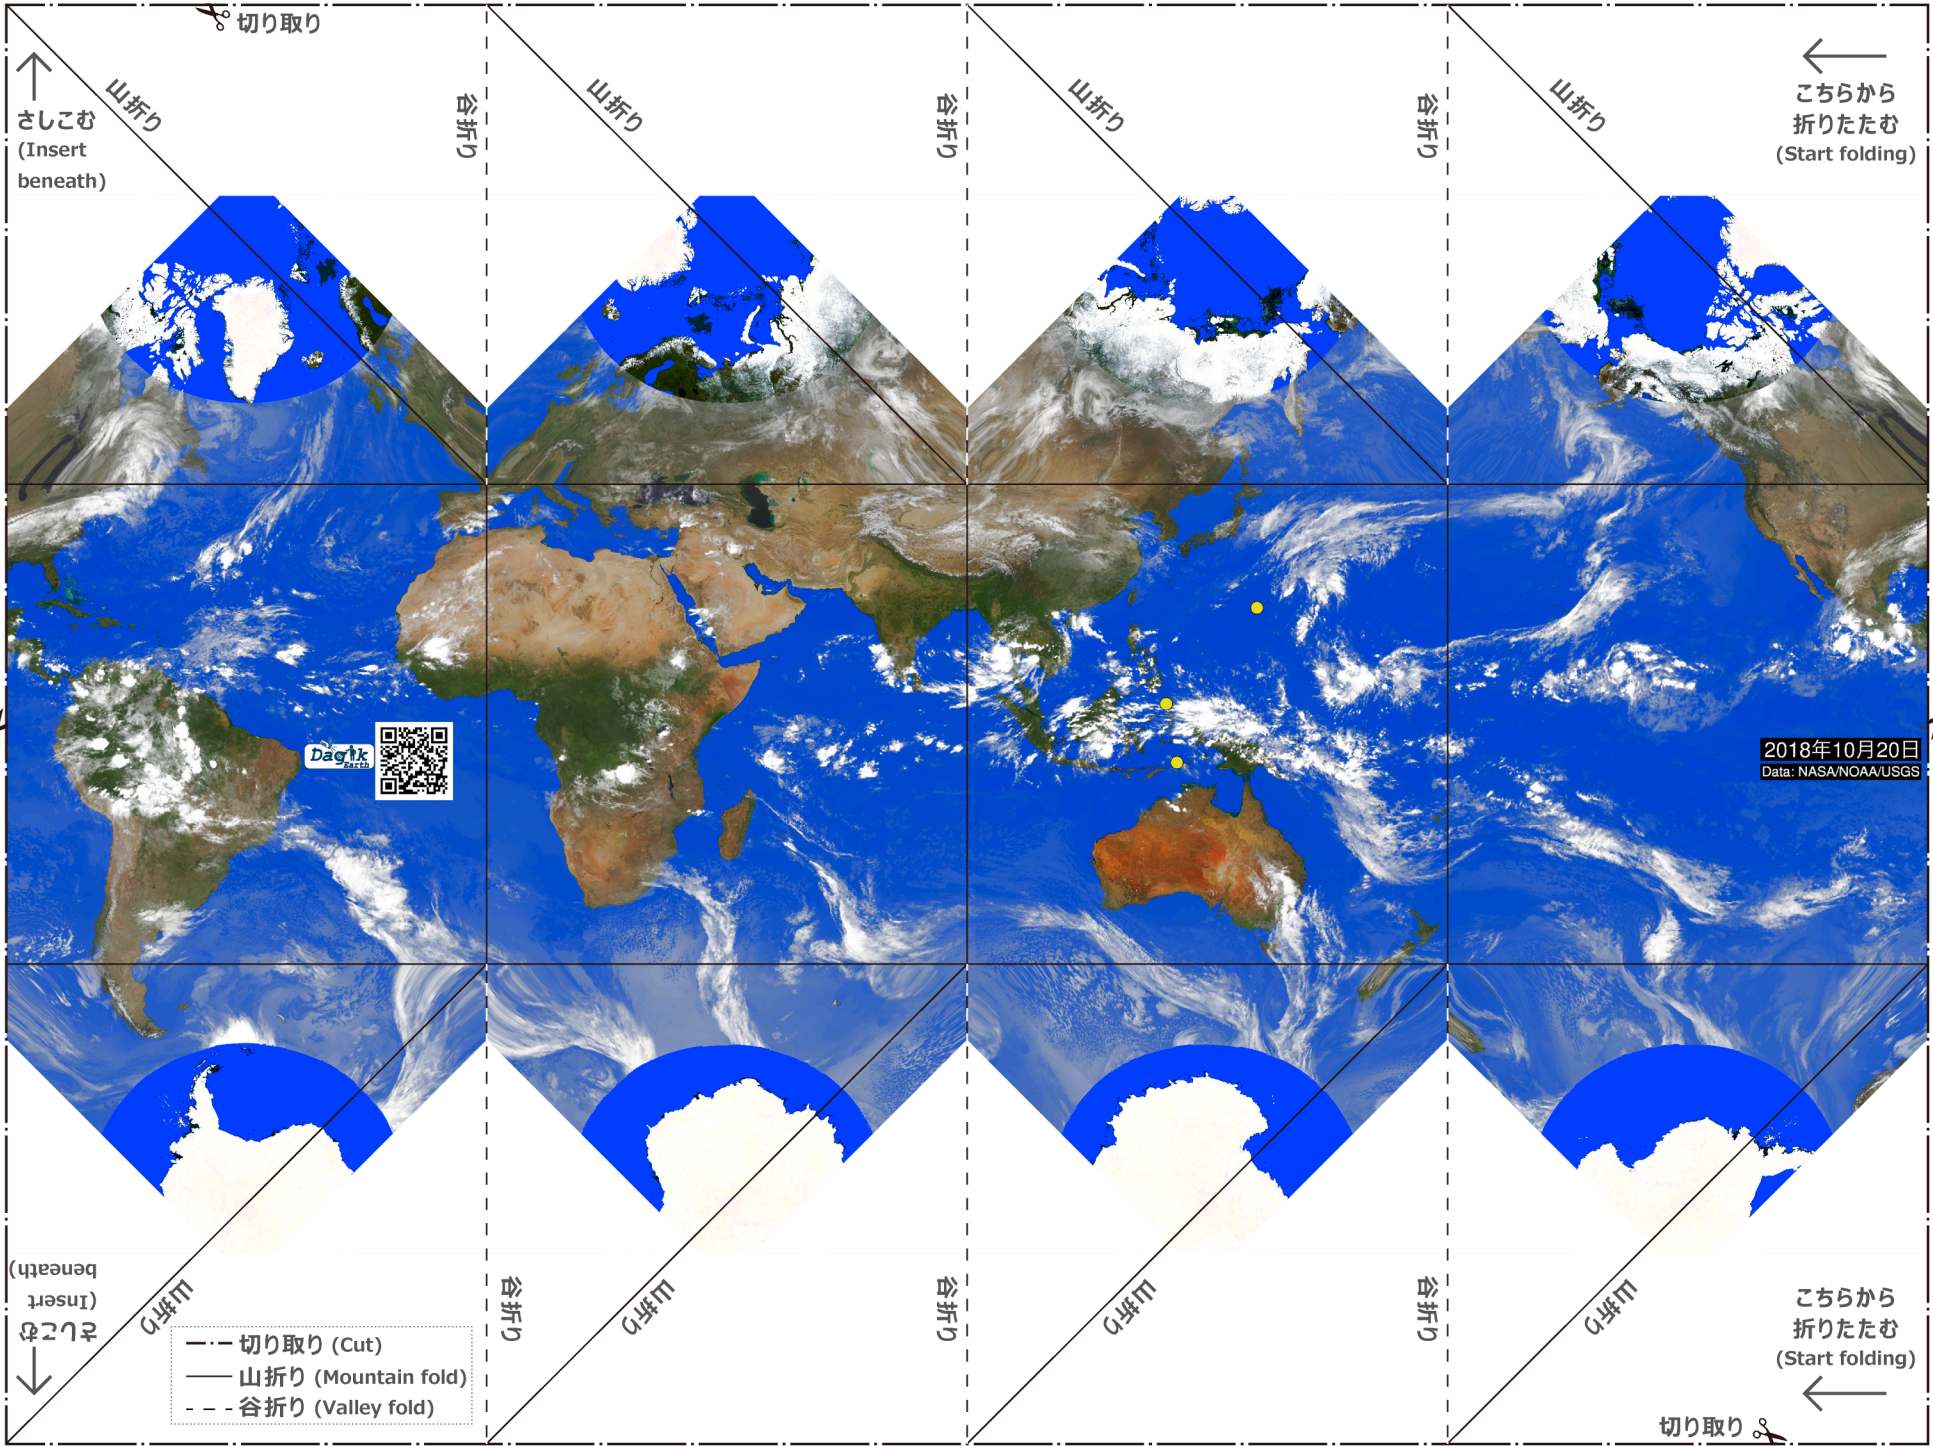 切り取り
山折り
谷折り
山折り
谷折り
山折り
谷折り
山折り
さしこむ
(Insert
beneath)
こちらから
折りたたむ
(Start folding)
Dagik
Earth
2018年10月20日
Data: NASA/NOAA/USGS
さしこむ
(Insert
beneath)
山折り
谷折り
山折り
谷折り
山折り
谷折り
山折り
切り取り (Cut)
山折り (Mountain fold)
谷折り (Valley fold)
こちらから
折りたたむ
(Start folding)
切り取り